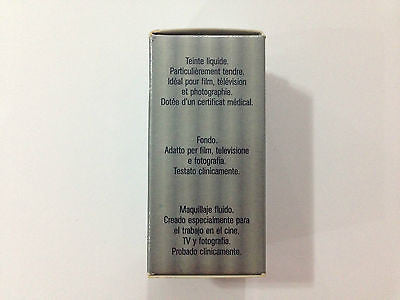 Teinte liquide.
Particulièrement tendre.
Idéal pour film, télévision
et photographie.
Dotée d'un certificat médical.
Fondo.
Adatto per film, televisione
e fotografia.
Testato clinicamente.
Maquillaje fluido.
Creado especialmente para
el trabajo en el cine.
TV y fotografía.
Probado clínicamente.